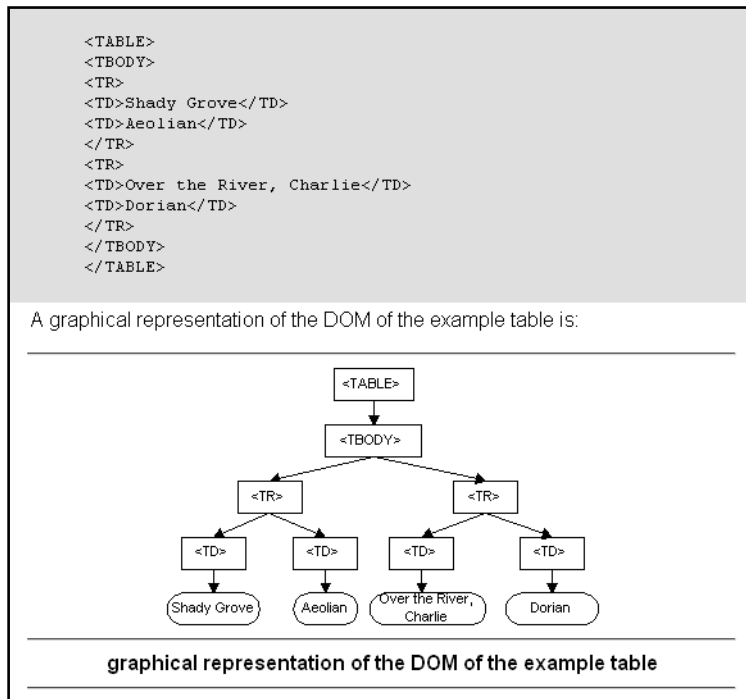 <TABLE>
<TBODY>
<TR>
<TD>Shady Grove</TD>
<TD>Aeolian</TD>
</TR>
<TR>
<TD>Over the River, Charlie</TD>
<TD>Dorian</TD>
</TR>
</TBODY>
</TABLE>
A graphical representation of the DOM of the example table is:
<TABLE>
<TBODY>
<TR> <TR>
<TD> <TD> <TD> <TD>
Shady Grove Aeolian Over the River, Charlie Dorian
graphical representation of the DOM of the example table